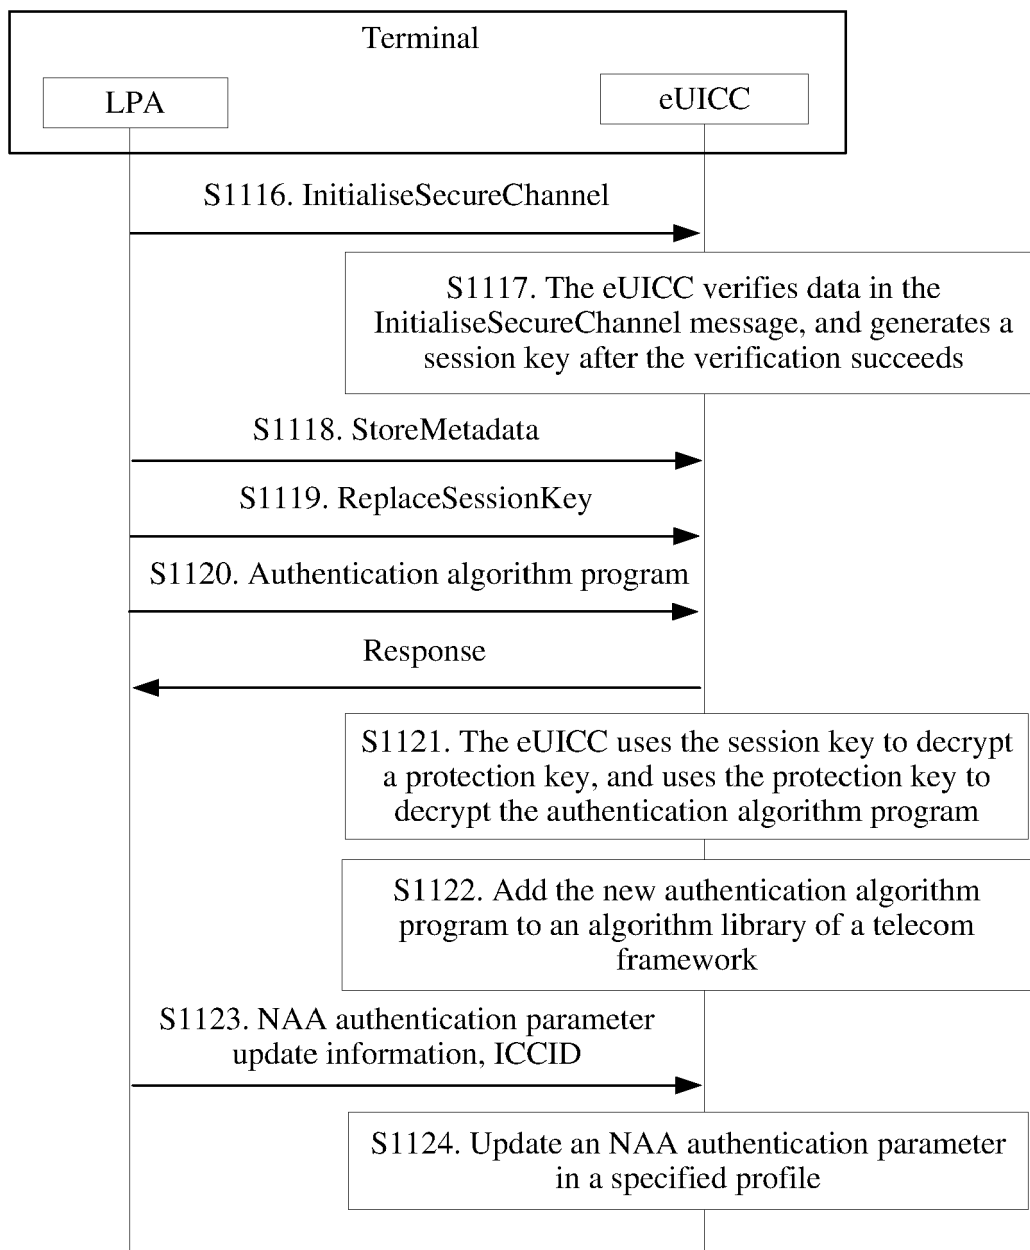 Terminal
LPA
eUICC
S1116. InitialiseSecureChannel
S1117. The eUICC verifies data in the
InitialiseSecureChannel message, and generates a
session key after the verification succeeds
S1118. StoreMetadata
S1119. ReplaceSessionKey
S1120. Authentication algorithm program
Response
S1121. The eUICC uses the session key to decrypt
a protection key, and uses the protection key to
decrypt the authentication algorithm program
S1122. Add the new authentication algorithm
program to an algorithm library of a telecom
framework
S1123. NAA authentication parameter
update information, ICCID
S1124. Update an NAA authentication parameter
in a specified profile